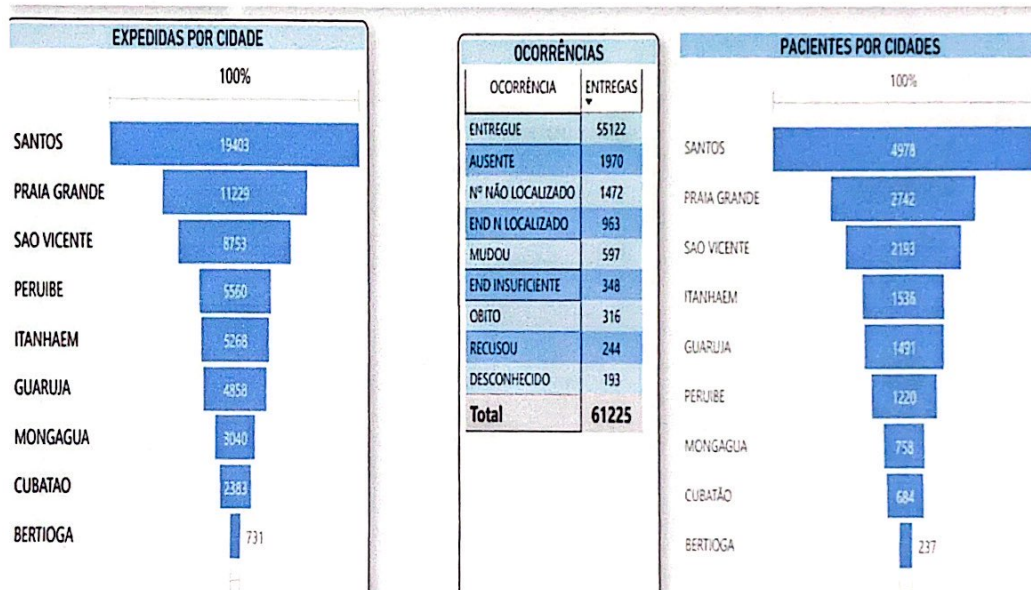 EXPEDIDAS POR CIDADE
100%
SANTOS 19403
PRAIA GRANDE 11229
SAO VICENTE 8753
PERUIBE 5560
ITANHAEM 5268
GUARUJA 4858
MONGAGUA 3040
CUBATAO 2383
BERTIOGA 731
OCORRÊNCIAS
OCORRÊNCIA ENTREGAS
ENTREGUE 55122
AUSENTE 1970
Nº NÃO LOCALIZADO 1472
END N LOCALIZADO 963
MUDOU 597
END INSUFICIENTE 348
OBITO 316
RECUSOU 244
DESCONHECIDO 193
Total 61225
PACIENTES POR CIDADES
100%
SANTOS 4978
PRAIA GRANDE 2742
SAO VICENTE 2193
ITANHAEM 1536
GUARUJA 1491
PERUIBE 1220
MONGAGUA 758
CUBATÃO 684
BERTIOGA 237